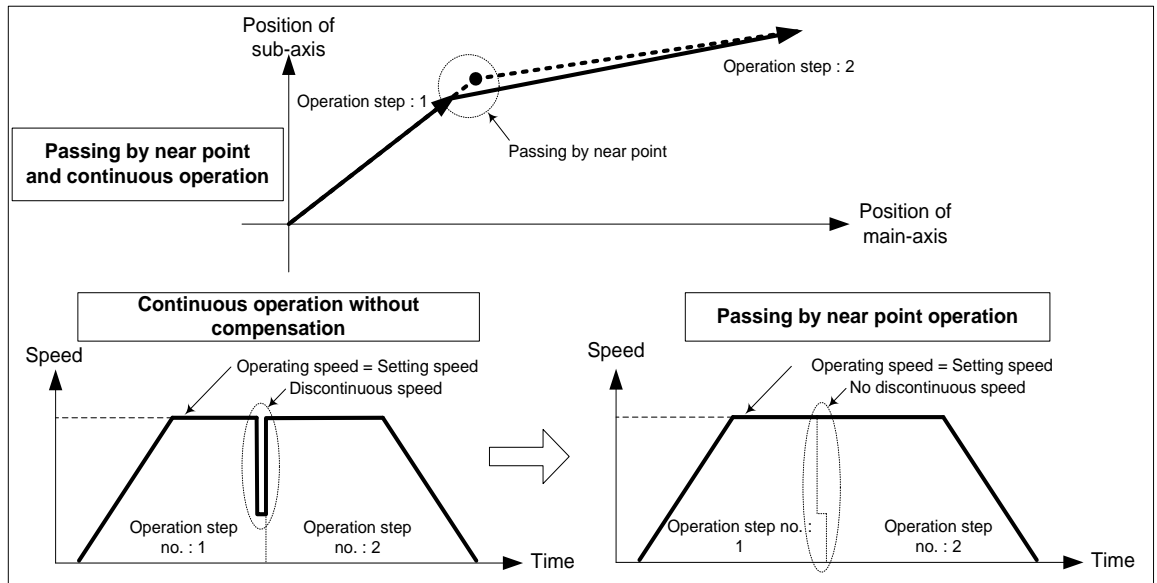 Position of
sub-axis
Operation step : 2
Operation step : 1
Passing by near point
Passing by near point
and continuous operation
Position of
main-axis
Continuous operation without
compensation
Speed
Operating speed = Setting speed
Discontinuous speed
Operation step
no. : 1
Operation step
no. : 2
Time
Passing by near point operation
Speed
Operating speed = Setting speed
No discontinuous speed
Operation step no. :
1
Operation step
no. : 2
Time